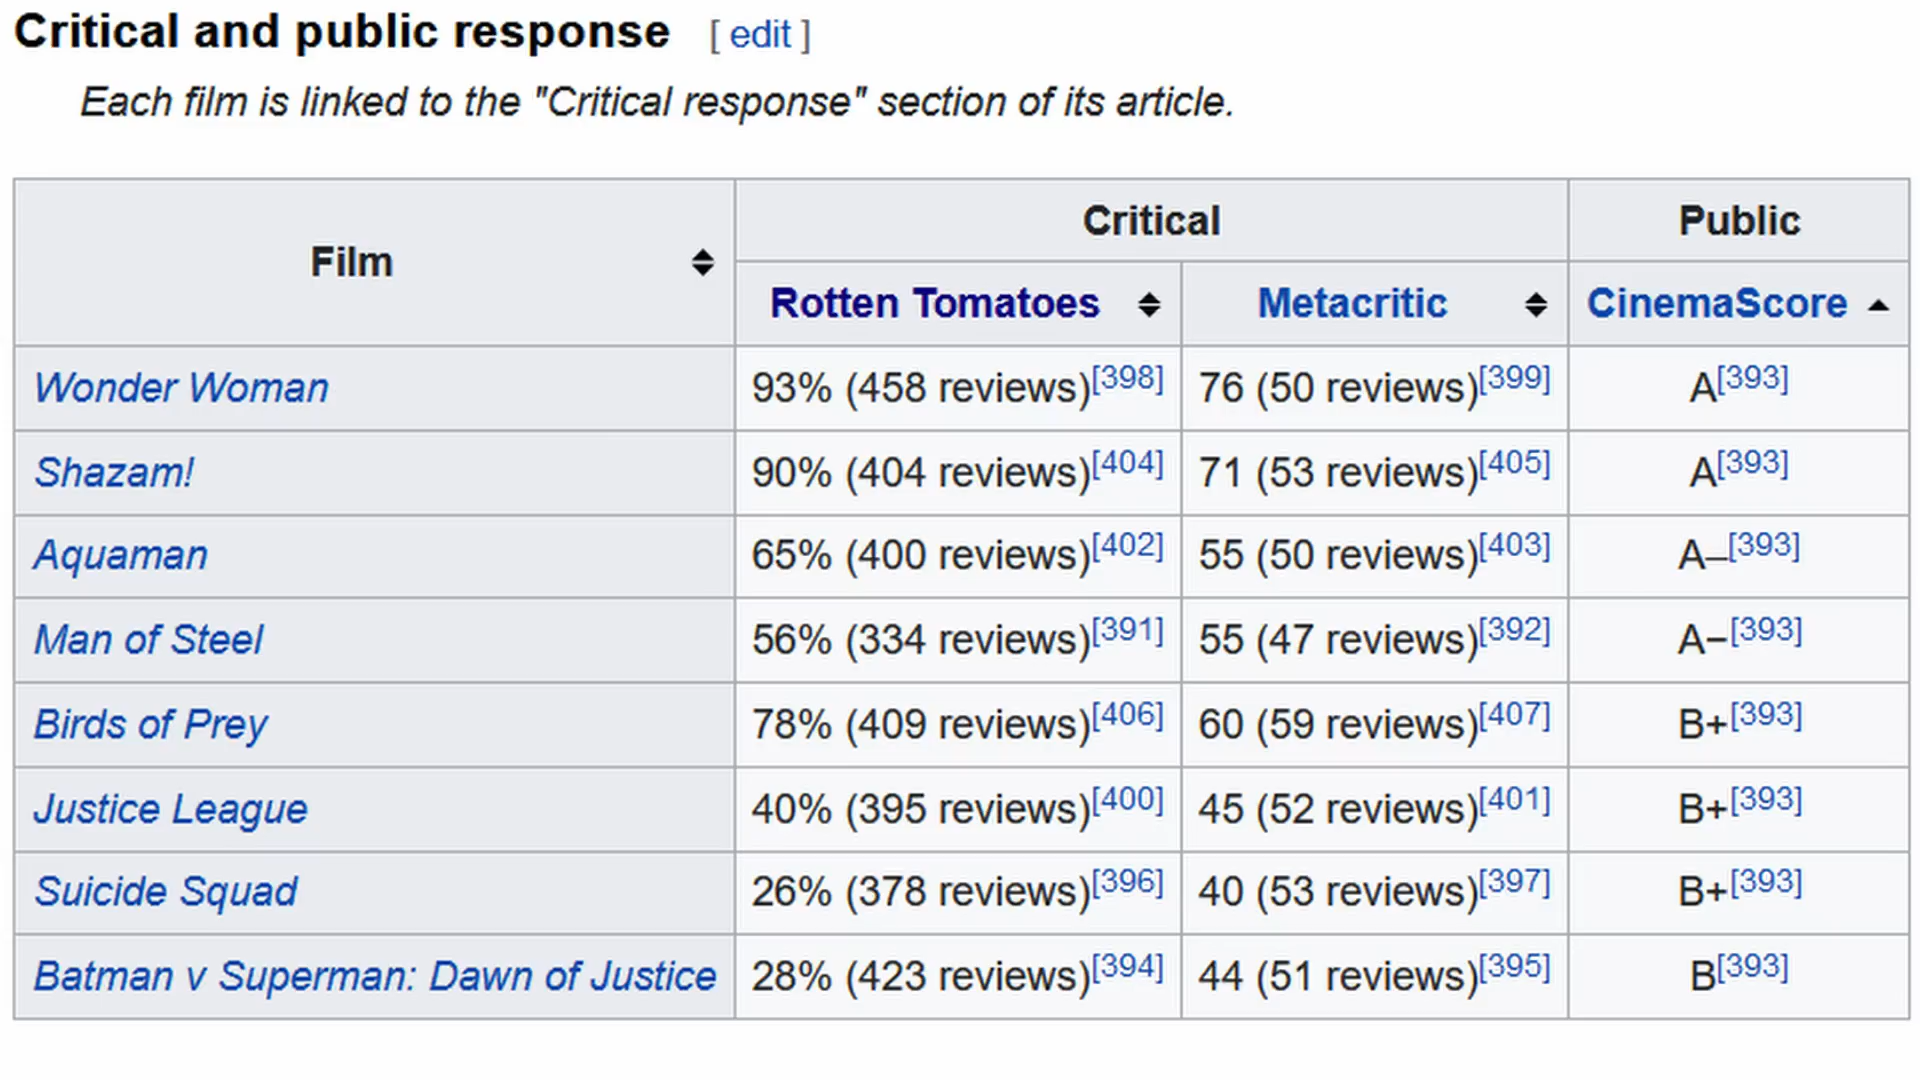 Critical and public response [ edit ]
Each film is linked to the "Critical response" section of its article.
Film Critical Public
Rotten Tomatoes Metacritic CinemaScore
Wonder Woman 93% (458 reviews)[398] 76 (50 reviews)[399] A[393]
Shazam! 90% (404 reviews)[404] 71 (53 reviews)[405] A[393]
Aquaman 65% (400 reviews)[402] 55 (50 reviews)[403] A–[393]
Man of Steel 56% (334 reviews)[391] 55 (47 reviews)[392] A−[393]
Birds of Prey 78% (409 reviews)[406] 60 (59 reviews)[407] B+[393]
Justice League 40% (395 reviews)[400] 45 (52 reviews)[401] B+[393]
Suicide Squad 26% (378 reviews)[396] 40 (53 reviews)[397] B+[393]
Batman v Superman: Dawn of Justice 28% (423 reviews)[394] 44 (51 reviews)[395] B[393]